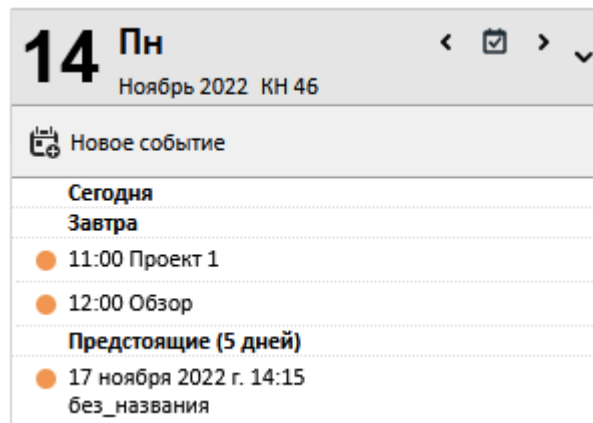 14 Пн
Ноябрь 2022 КН 46
Новое событие
Сегодня
Завтра
11:00 Проект 1
12:00 Обзор
Предстоящие (5 дней)
17 ноября 2022 г. 14:15
без_названия